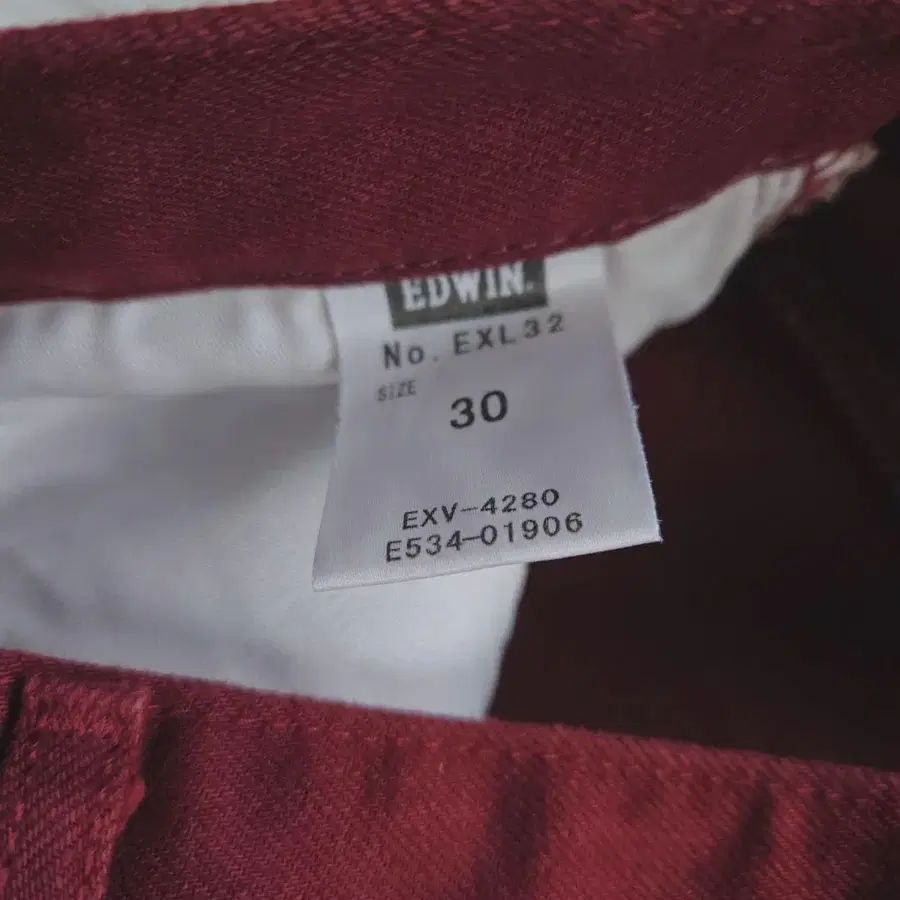 EDWIN.
No. EXL32
SIZE
30
EXV-4280
E534-01906